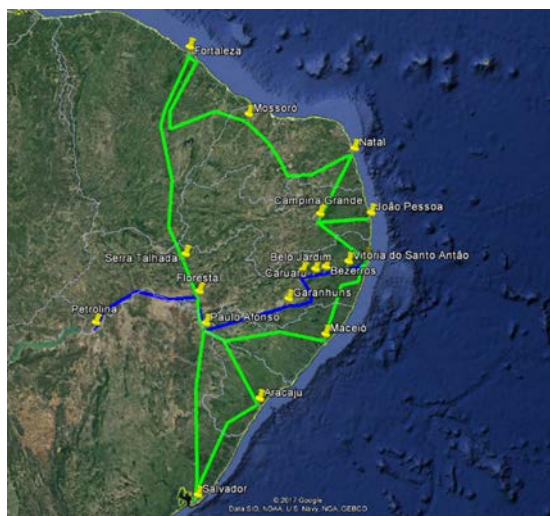 Fortaleza
Mossoró
Natal
Campina Grande
João Pessoa
Serra Talhada
Belo Jardim
Vitória do Santo Antão
Caruaru
Bezerros
Floresta
Garanhuns
Petrolina
Paulo Afonso
Maceió
Aracaju
Salvador
© 2017 Google
Data SIO, NOAA, U.S. Navy, NGA, GEBCO